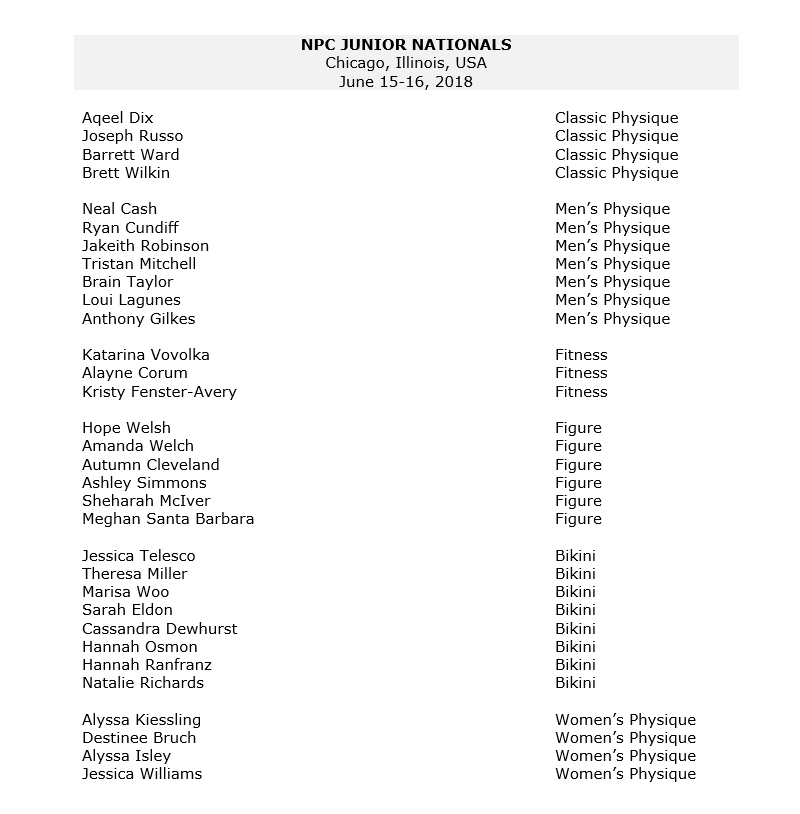 NPC JUNIOR NATIONALS
Chicago, Illinois, USA
June 15-16, 2018
Aqeel Dix Classic Physique
Joseph Russo Classic Physique
Barrett Ward Classic Physique
Brett Wilkin Classic Physique
Neal Cash Men’s Physique
Ryan Cundiff Men’s Physique
Jakeith Robinson Men’s Physique
Tristan Mitchell Men’s Physique
Brain Taylor Men’s Physique
Loui Lagunes Men’s Physique
Anthony Gilkes Men’s Physique
Katarina Vovolka Fitness
Alayne Corum Fitness
Kristy Fenster-Avery Fitness
Hope Welsh Figure
Amanda Welch Figure
Autumn Cleveland Figure
Ashley Simmons Figure
Sheharah McIver Figure
Meghan Santa Barbara Figure
Jessica Telesco Bikini
Theresa Miller Bikini
Marisa Woo Bikini
Sarah Eldon Bikini
Cassandra Dewhurst Bikini
Hannah Osmon Bikini
Hannah Ranfranz Bikini
Natalie Richards Bikini
Alyssa Kiessling Women’s Physique
Destinee Bruch Women’s Physique
Alyssa Isley Women’s Physique
Jessica Williams Women’s Physique